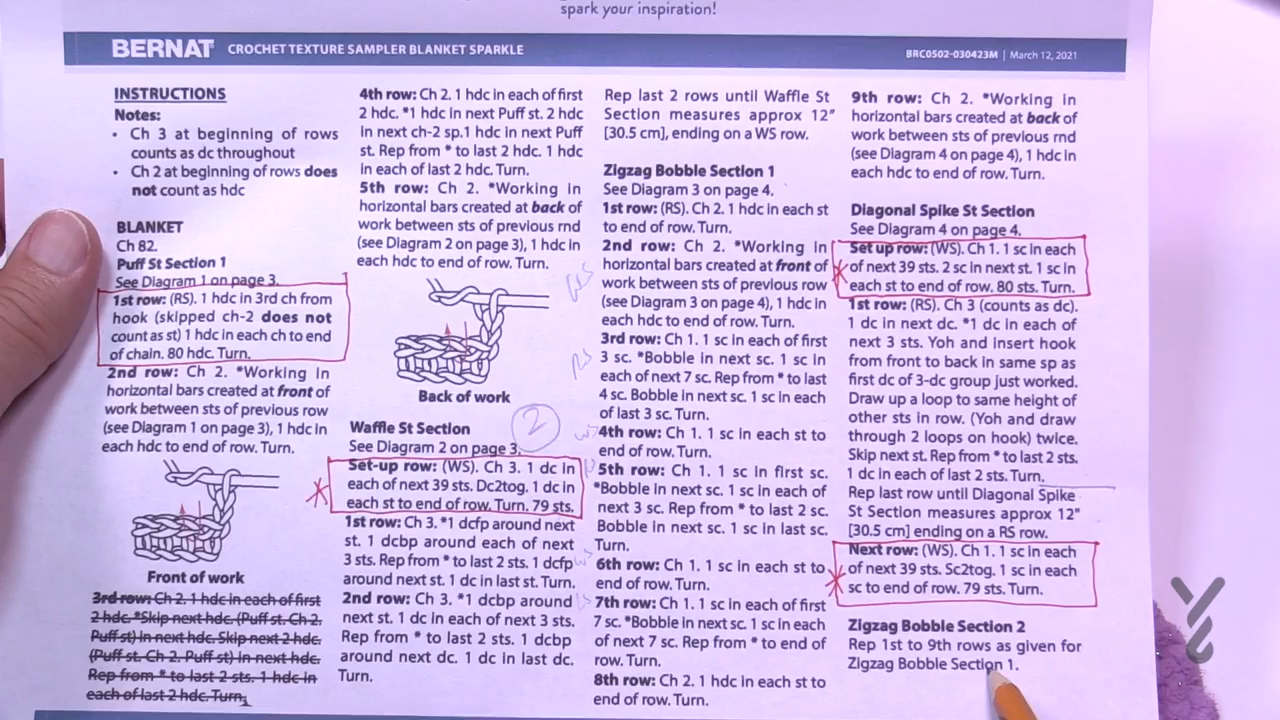 spark your inspiration!
BERNAT CROCHET TEXTURE SAMPLER BLANKET SPARKLE
BRC0502-030423M | March 12, 2021
INSTRUCTIONS
Notes:
• Ch 3 at beginning of rows
counts as dc throughout
• Ch 2 at beginning of rows does
not count as hdc
BLANKET
Ch 82.
Puff St Section 1
See Diagram 1 on page 3.
1st row: (RS). 1 hdc in 3rd ch from
hook (skipped ch-2 does not
count as st) 1 hdc in each ch to end
of chain. 80 hdc. Turn.
2nd row: Ch 2. *Working in
horizontal bars created at front of
work between sts of previous row
(see Diagram 1 on page 3), 1 hdc in
each hdc to end of row. Turn.
Front of work
3rd row: Ch 2. 1 hdc in each of first
2 hdc. *Skip next hdc. (Puff st. Ch 2.
Puff st) in next hdc. Skip next 2 hdc.
(Puff st. Ch 2. Puff st) in next hdc.
Rep from * to last 2 sts. 1 hdc in
each of last 2 hdc. Turn.
4th row: Ch 2. 1 hdc in each of first
2 hdc. *1 hdc in next Puff st. 2 hdc
in next ch-2 sp.1 hdc in next Puff
st. Rep from * to last 2 hdc. 1 hdc
in each of last 2 hdc. Turn.
5th row: Ch 2. *Working in
horizontal bars created at back of
work between sts of previous rnd
(see Diagram 2 on page 3), 1 hdc in
each hdc to end of row. Turn.
Back of work
2
Waffle St Section
See Diagram 2 on page 3.
Set-up row: (WS). Ch 3. 1 dc in
each of next 39 sts. Dc2tog. 1 dc in
each st to end of row. Turn. 79 sts.
1st row: Ch 3. *1 dcfp around next
st. 1 dcbp around each of next
3 sts. Rep from * to last 2 sts. 1 dcfp
around next st. 1 dc in last st. Turn.
2nd row: Ch 3. *1 dcbp around
next st. 1 dc in each of next 3 sts.
Rep from * to last 2 sts. 1 dcbp
around next dc. 1 dc in last dc.
Turn.
Rep last 2 rows until Waffle St
Section measures approx 12"
[30.5 cm], ending on a WS row.
Zigzag Bobble Section 1
See Diagram 3 on page 4.
1st row: (RS). Ch 2. 1 hdc in each st
to end of row. Turn.
2nd row: Ch 2. *Working in
horizontal bars created at front of
work between sts of previous row
(see Diagram 3 on page 4), 1 hdc in
each hdc to end of row. Turn.
RS
3rd row: Ch 1. 1 sc in each of first
3 sc. *Bobble in next sc. 1 sc in
each of next 7 sc. Rep from * to last
4 sc. Bobble in next sc. 1 sc in each
of last 3 sc. Turn.
WS
4th row: Ch 1. 1 sc in each st to
end of row. Turn.
5th row: Ch 1. 1 sc in first sc.
*Bobble in next sc. 1 sc in each of
next 3 sc. Rep from * to last 2 sc.
Bobble in next sc. 1 sc in last sc.
Turn.
WS
6th row: Ch 1. 1 sc in each st to
end of row. Turn.
7th row: Ch 1. 1 sc in each of first
7 sc. *Bobble in next sc. 1 sc in each
of next 7 sc. Rep from * to end of
row. Turn.
8th row: Ch 2. 1 hdc in each st to
end of row. Turn.
9th row: Ch 2. *Working in
horizontal bars created at back of
work between sts of previous rnd
(see Diagram 4 on page 4), 1 hdc in
each hdc to end of row. Turn.
Diagonal Spike St Section
See Diagram 4 on page 4.
Set up row: (WS). Ch 1. 1 sc in each
of next 39 sts. 2 sc in next st. 1 sc in
each st to end of row. 80 sts. Turn.
1st row: (RS). Ch 3 (counts as dc).
1 dc in next dc. *1 dc in each of
next 3 sts. Yoh and insert hook
from front to back in same sp as
first dc of 3-dc group just worked.
Draw up a loop to same height of
other sts in row. (Yoh and draw
through 2 loops on hook) twice.
Skip next st. Rep from * to last 2 sts.
1 dc in each of last 2 sts. Turn.
Rep last row until Diagonal Spike
St Section measures approx 12"
[30.5 cm] ending on a RS row.
Next row: (WS). Ch 1. 1 sc in each
of next 39 sts. Sc2tog. 1 sc in each
sc to end of row. 79 sts. Turn.
Zigzag Bobble Section 2
Rep 1st to 9th rows as given for
Zigzag Bobble Section 1.